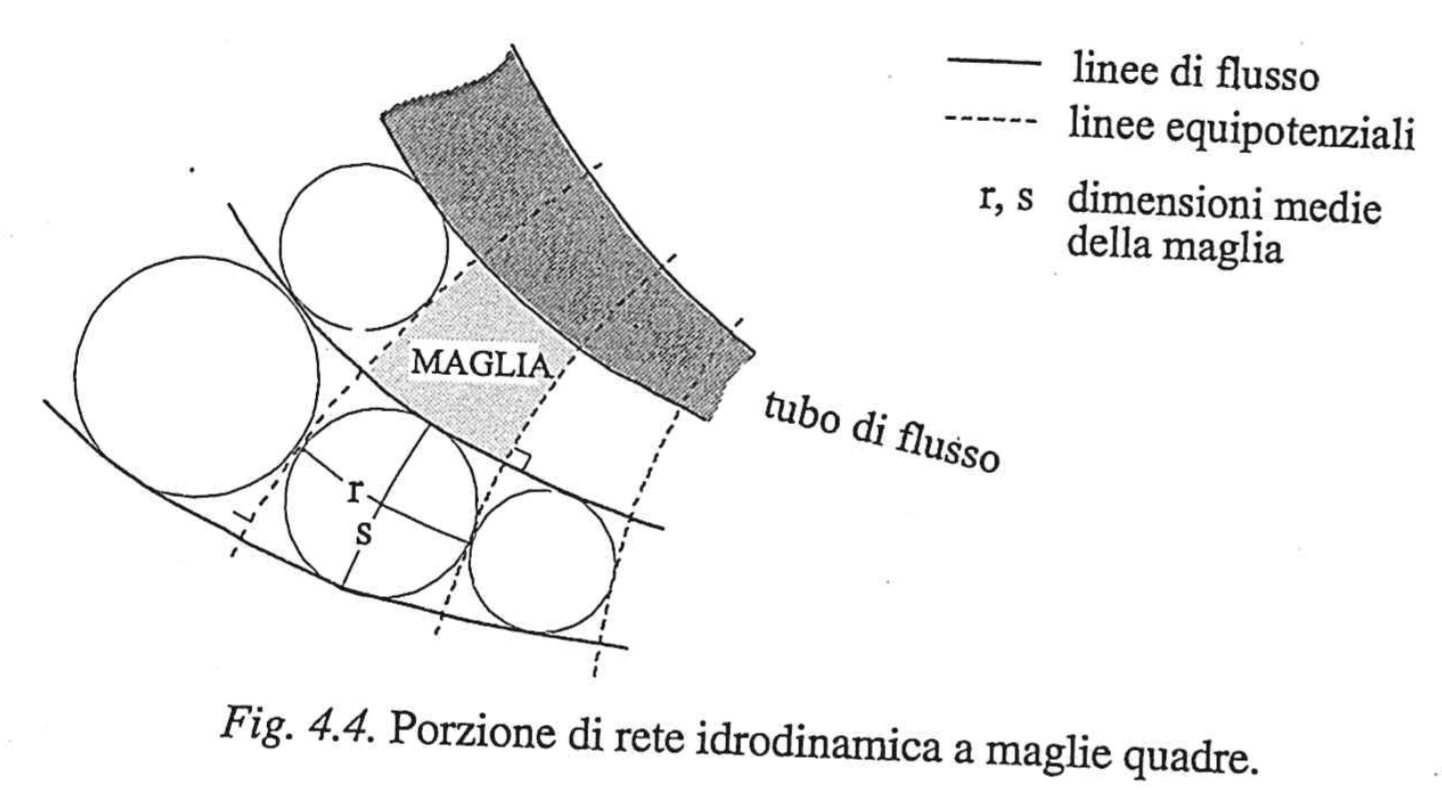 linee di flusso
linee equipotenziali
r, s dimensioni medie
della maglia
MAGLIA
tubo di flusso
r
s
Fig. 4.4. Porzione di rete idrodinamica a maglie quadre.